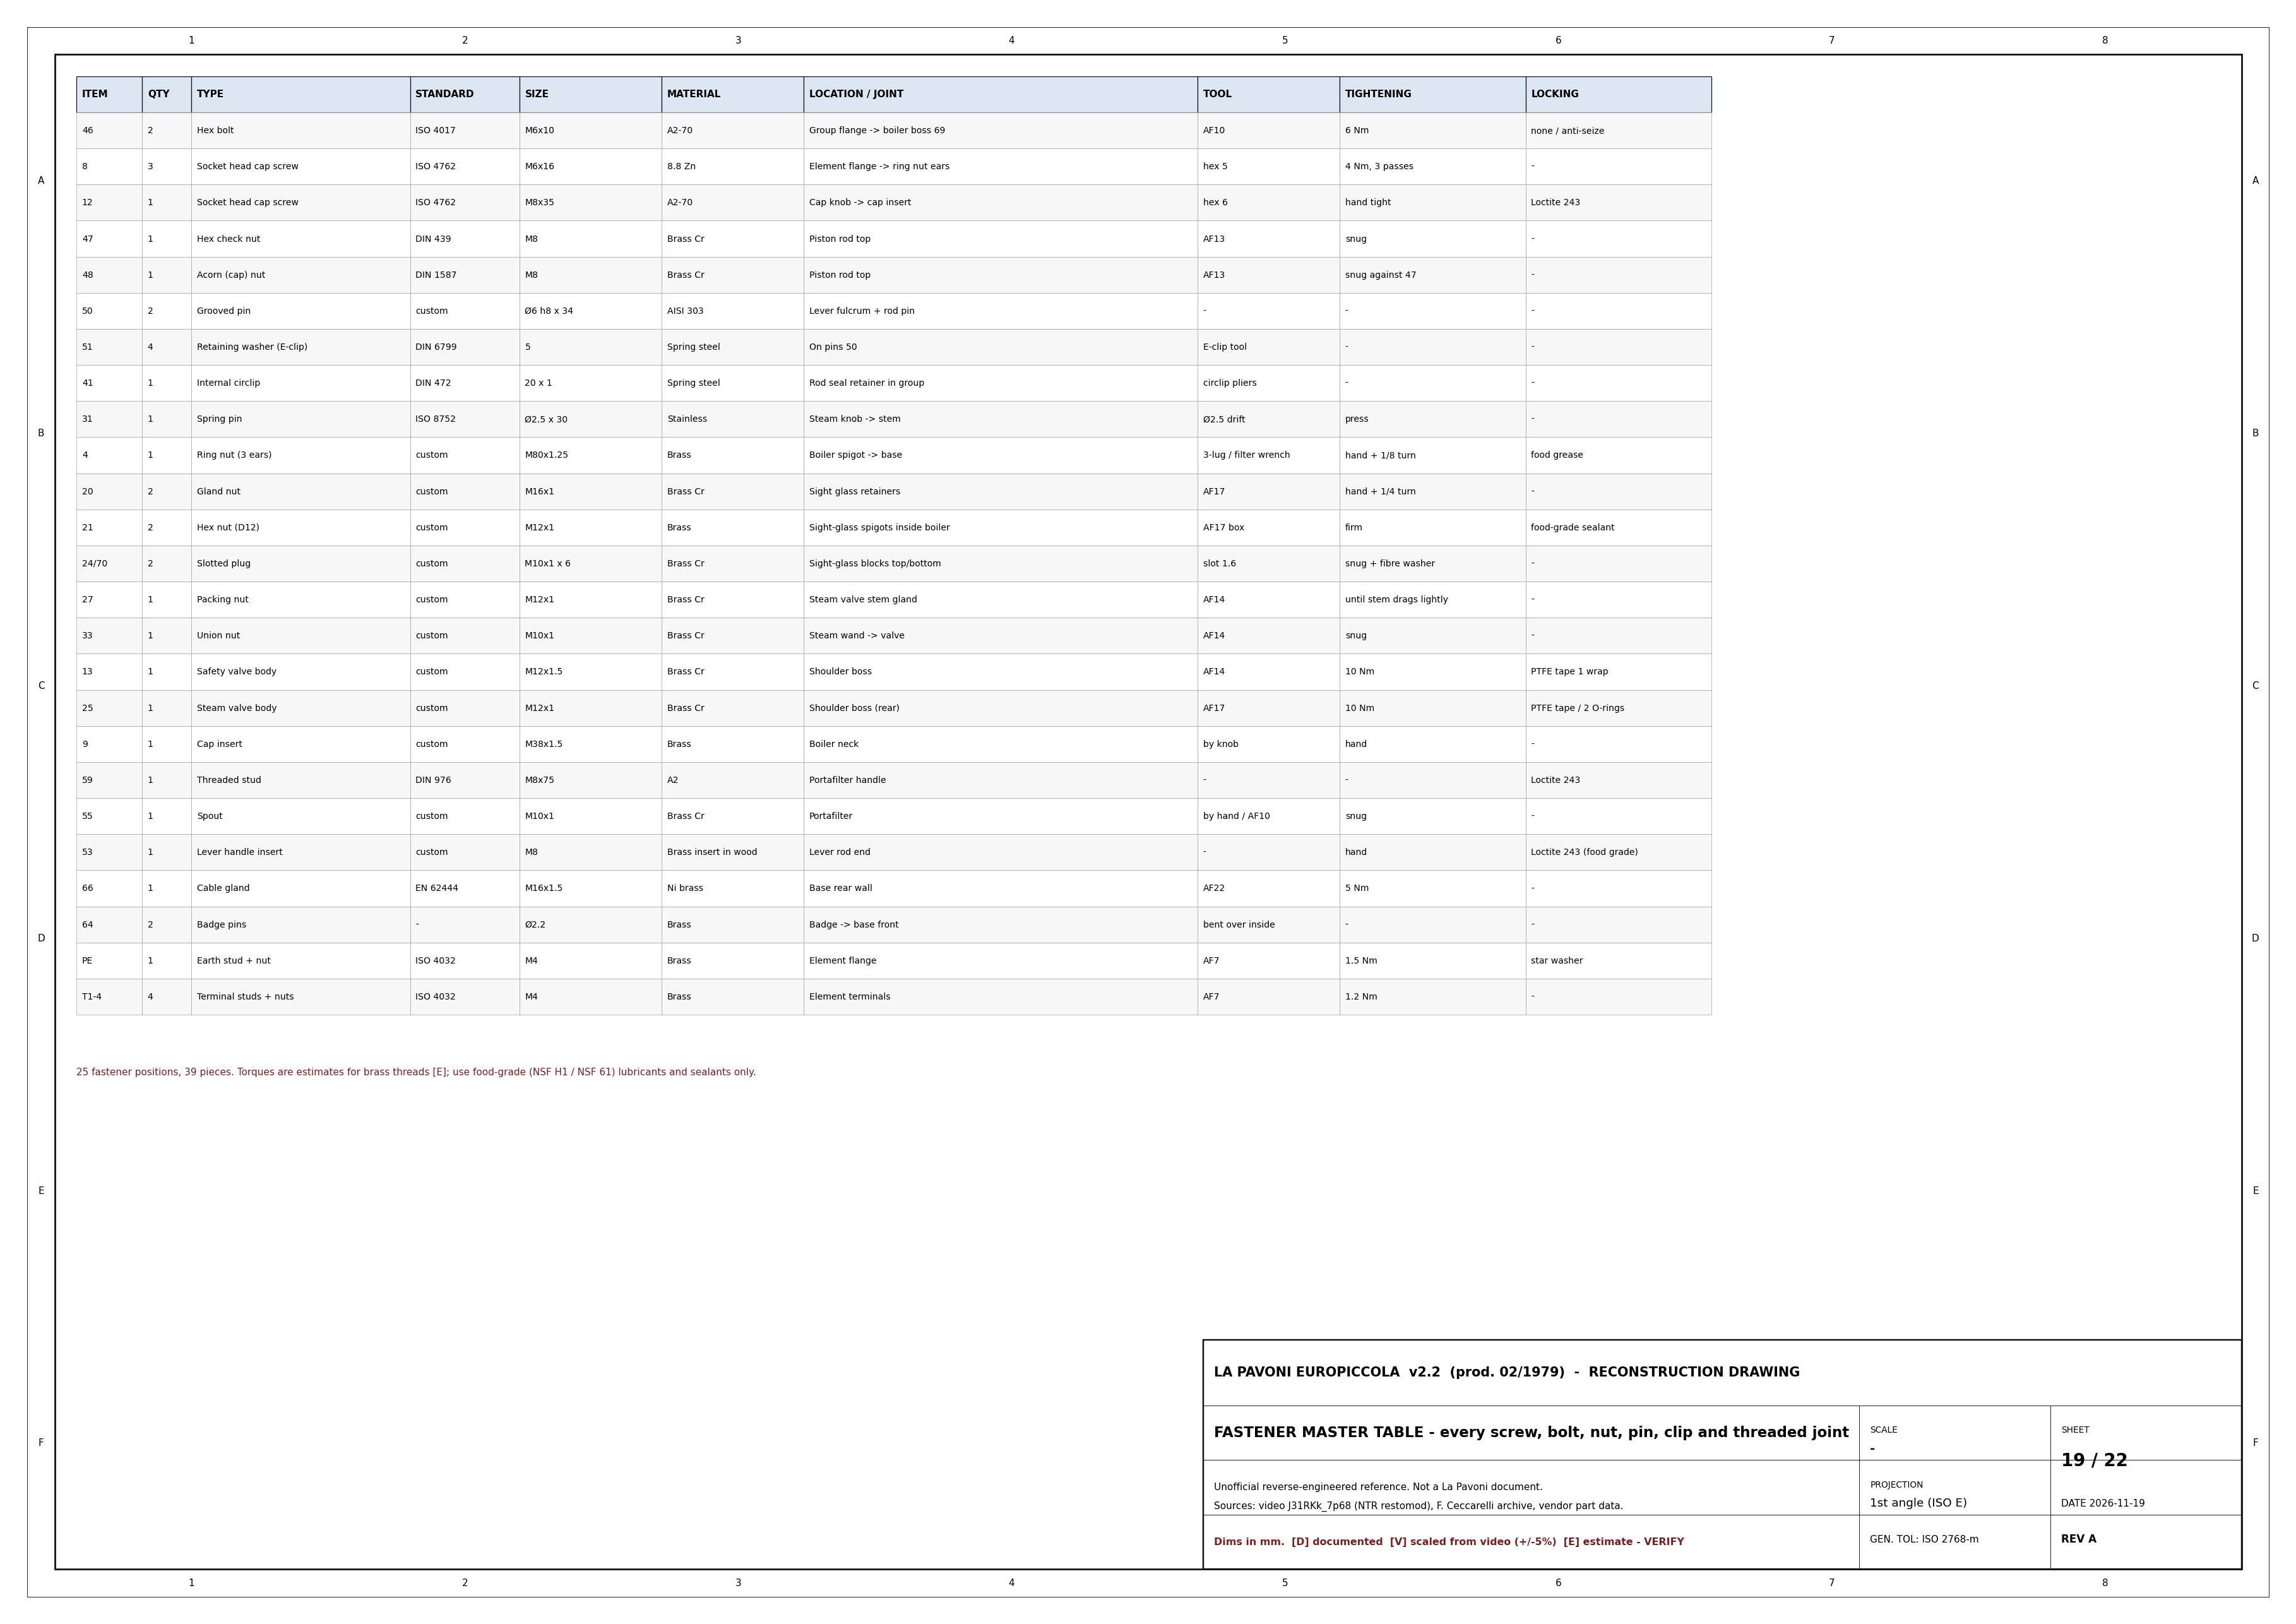 1 2 3 4 5 6 7 8
ITEM QTY TYPE STANDARD SIZE MATERIAL LOCATION / JOINT TOOL TIGHTENING LOCKING
46 2 Hex bolt ISO 4017 M6x10 A2-70 Group flange -> boiler boss 69 AF10 6 Nm none / anti-seize
8 3 Socket head cap screw ISO 4762 M6x16 8.8 Zn Element flange -> ring nut ears hex 5 4 Nm, 3 passes -
A A
12 1 Socket head cap screw ISO 4762 M8x35 A2-70 Cap knob -> cap insert hex 6 hand tight Loctite 243
47 1 Hex check nut DIN 439 M8 Brass Cr Piston rod top AF13 snug -
48 1 Acorn (cap) nut DIN 1587 M8 Brass Cr Piston rod top AF13 snug against 47 -
50 2 Grooved pin custom Ø6 h8 x 34 AISI 303 Lever fulcrum + rod pin - - -
51 4 Retaining washer (E-clip) DIN 6799 5 Spring steel On pins 50 E-clip tool - -
41 1 Internal circlip DIN 472 20 x 1 Spring steel Rod seal retainer in group circlip pliers - -
31 1 Spring pin ISO 8752 Ø2.5 x 30 Stainless Steam knob -> stem Ø2.5 drift press -
B B
4 1 Ring nut (3 ears) custom M80x1.25 Brass Boiler spigot -> base 3-lug / filter wrench hand + 1/8 turn food grease
20 2 Gland nut custom M16x1 Brass Cr Sight glass retainers AF17 hand + 1/4 turn -
21 2 Hex nut (D12) custom M12x1 Brass Sight-glass spigots inside boiler AF17 box firm food-grade sealant
24/70 2 Slotted plug custom M10x1 x 6 Brass Cr Sight-glass blocks top/bottom slot 1.6 snug + fibre washer -
27 1 Packing nut custom M12x1 Brass Cr Steam valve stem gland AF14 until stem drags lightly -
33 1 Union nut custom M10x1 Brass Cr Steam wand -> valve AF14 snug -
13 1 Safety valve body custom M12x1.5 Brass Cr Shoulder boss AF14 10 Nm PTFE tape 1 wrap
C C
25 1 Steam valve body custom M12x1 Brass Cr Shoulder boss (rear) AF17 10 Nm PTFE tape / 2 O-rings
9 1 Cap insert custom M38x1.5 Brass Boiler neck by knob hand -
59 1 Threaded stud DIN 976 M8x75 A2 Portafilter handle - - Loctite 243
55 1 Spout custom M10x1 Brass Cr Portafilter by hand / AF10 snug -
53 1 Lever handle insert custom M8 Brass insert in wood Lever rod end - hand Loctite 243 (food grade)
66 1 Cable gland EN 62444 M16x1.5 Ni brass Base rear wall AF22 5 Nm -
64 2 Badge pins - Ø2.2 Brass Badge -> base front bent over inside - -
D D
PE 1 Earth stud + nut ISO 4032 M4 Brass Element flange AF7 1.5 Nm star washer
T1-4 4 Terminal studs + nuts ISO 4032 M4 Brass Element terminals AF7 1.2 Nm -
25 fastener positions, 39 pieces. Torques are estimates for brass threads [E]; use food-grade (NSF H1 / NSF 61) lubricants and sealants only.
E E
LA PAVONI EUROPICCOLA v2.2 (prod. 02/1979) - RECONSTRUCTION DRAWING
FASTENER MASTER TABLE - every screw, bolt, nut, pin, clip and threaded joint
SCALE
-
SHEET
19 / 22
F F
Unofficial reverse-engineered reference. Not a La Pavoni document.
Sources: video J31RKk_7p68 (NTR restomod), F. Ceccarelli archive, vendor part data.
PROJECTION
1st angle (ISO E)
DATE 2026-11-19
Dims in mm. [D] documented [V] scaled from video (+/-5%) [E] estimate - VERIFY
GEN. TOL: ISO 2768-m
REV A
1 2 3 4 5 6 7 8